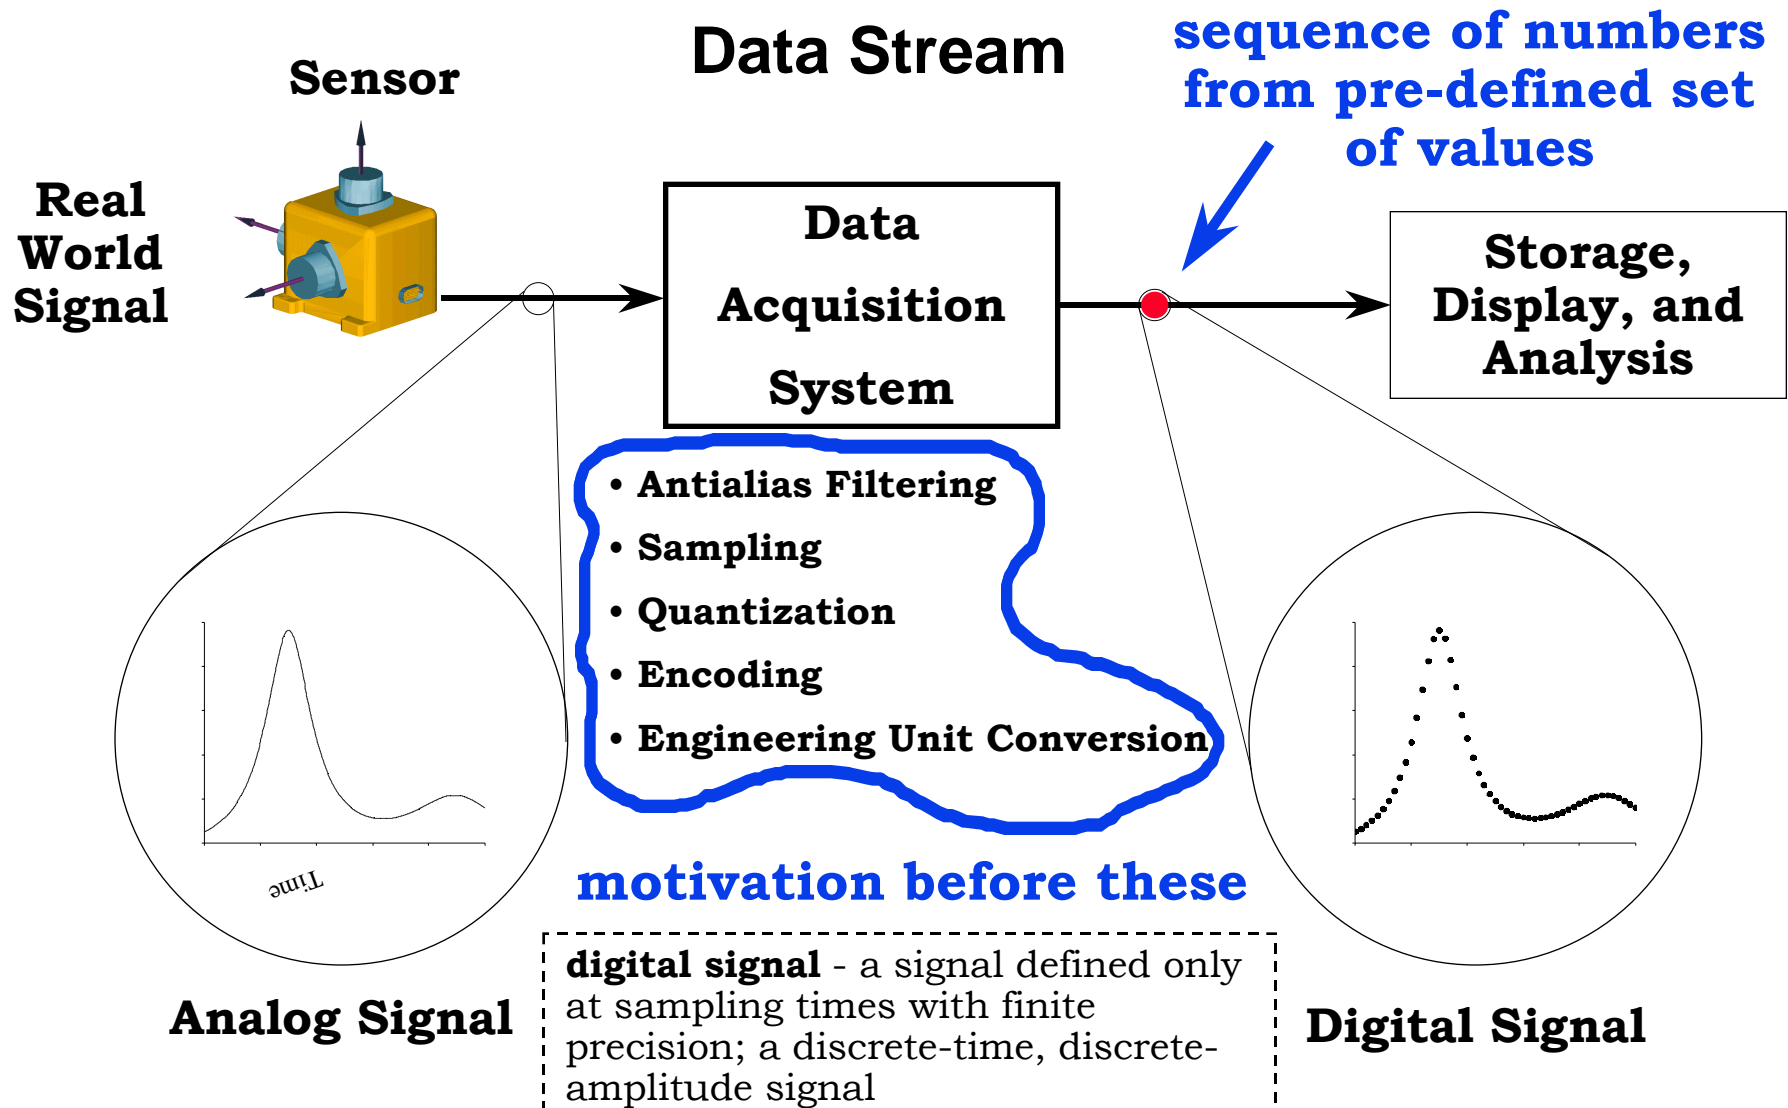 Data Stream
sequence of numbers
from pre-defined set
of values
Sensor
Real
World
Signal
Data
Acquisition
System
Storage,
Display, and
Analysis
• Antialias Filtering
• Sampling
• Quantization
• Encoding
• Engineering Unit Conversion
Time
motivation before these
Analog Signal
digital signal - a signal defined only
at sampling times with finite
precision; a discrete-time, discrete-
amplitude signal
Digital Signal